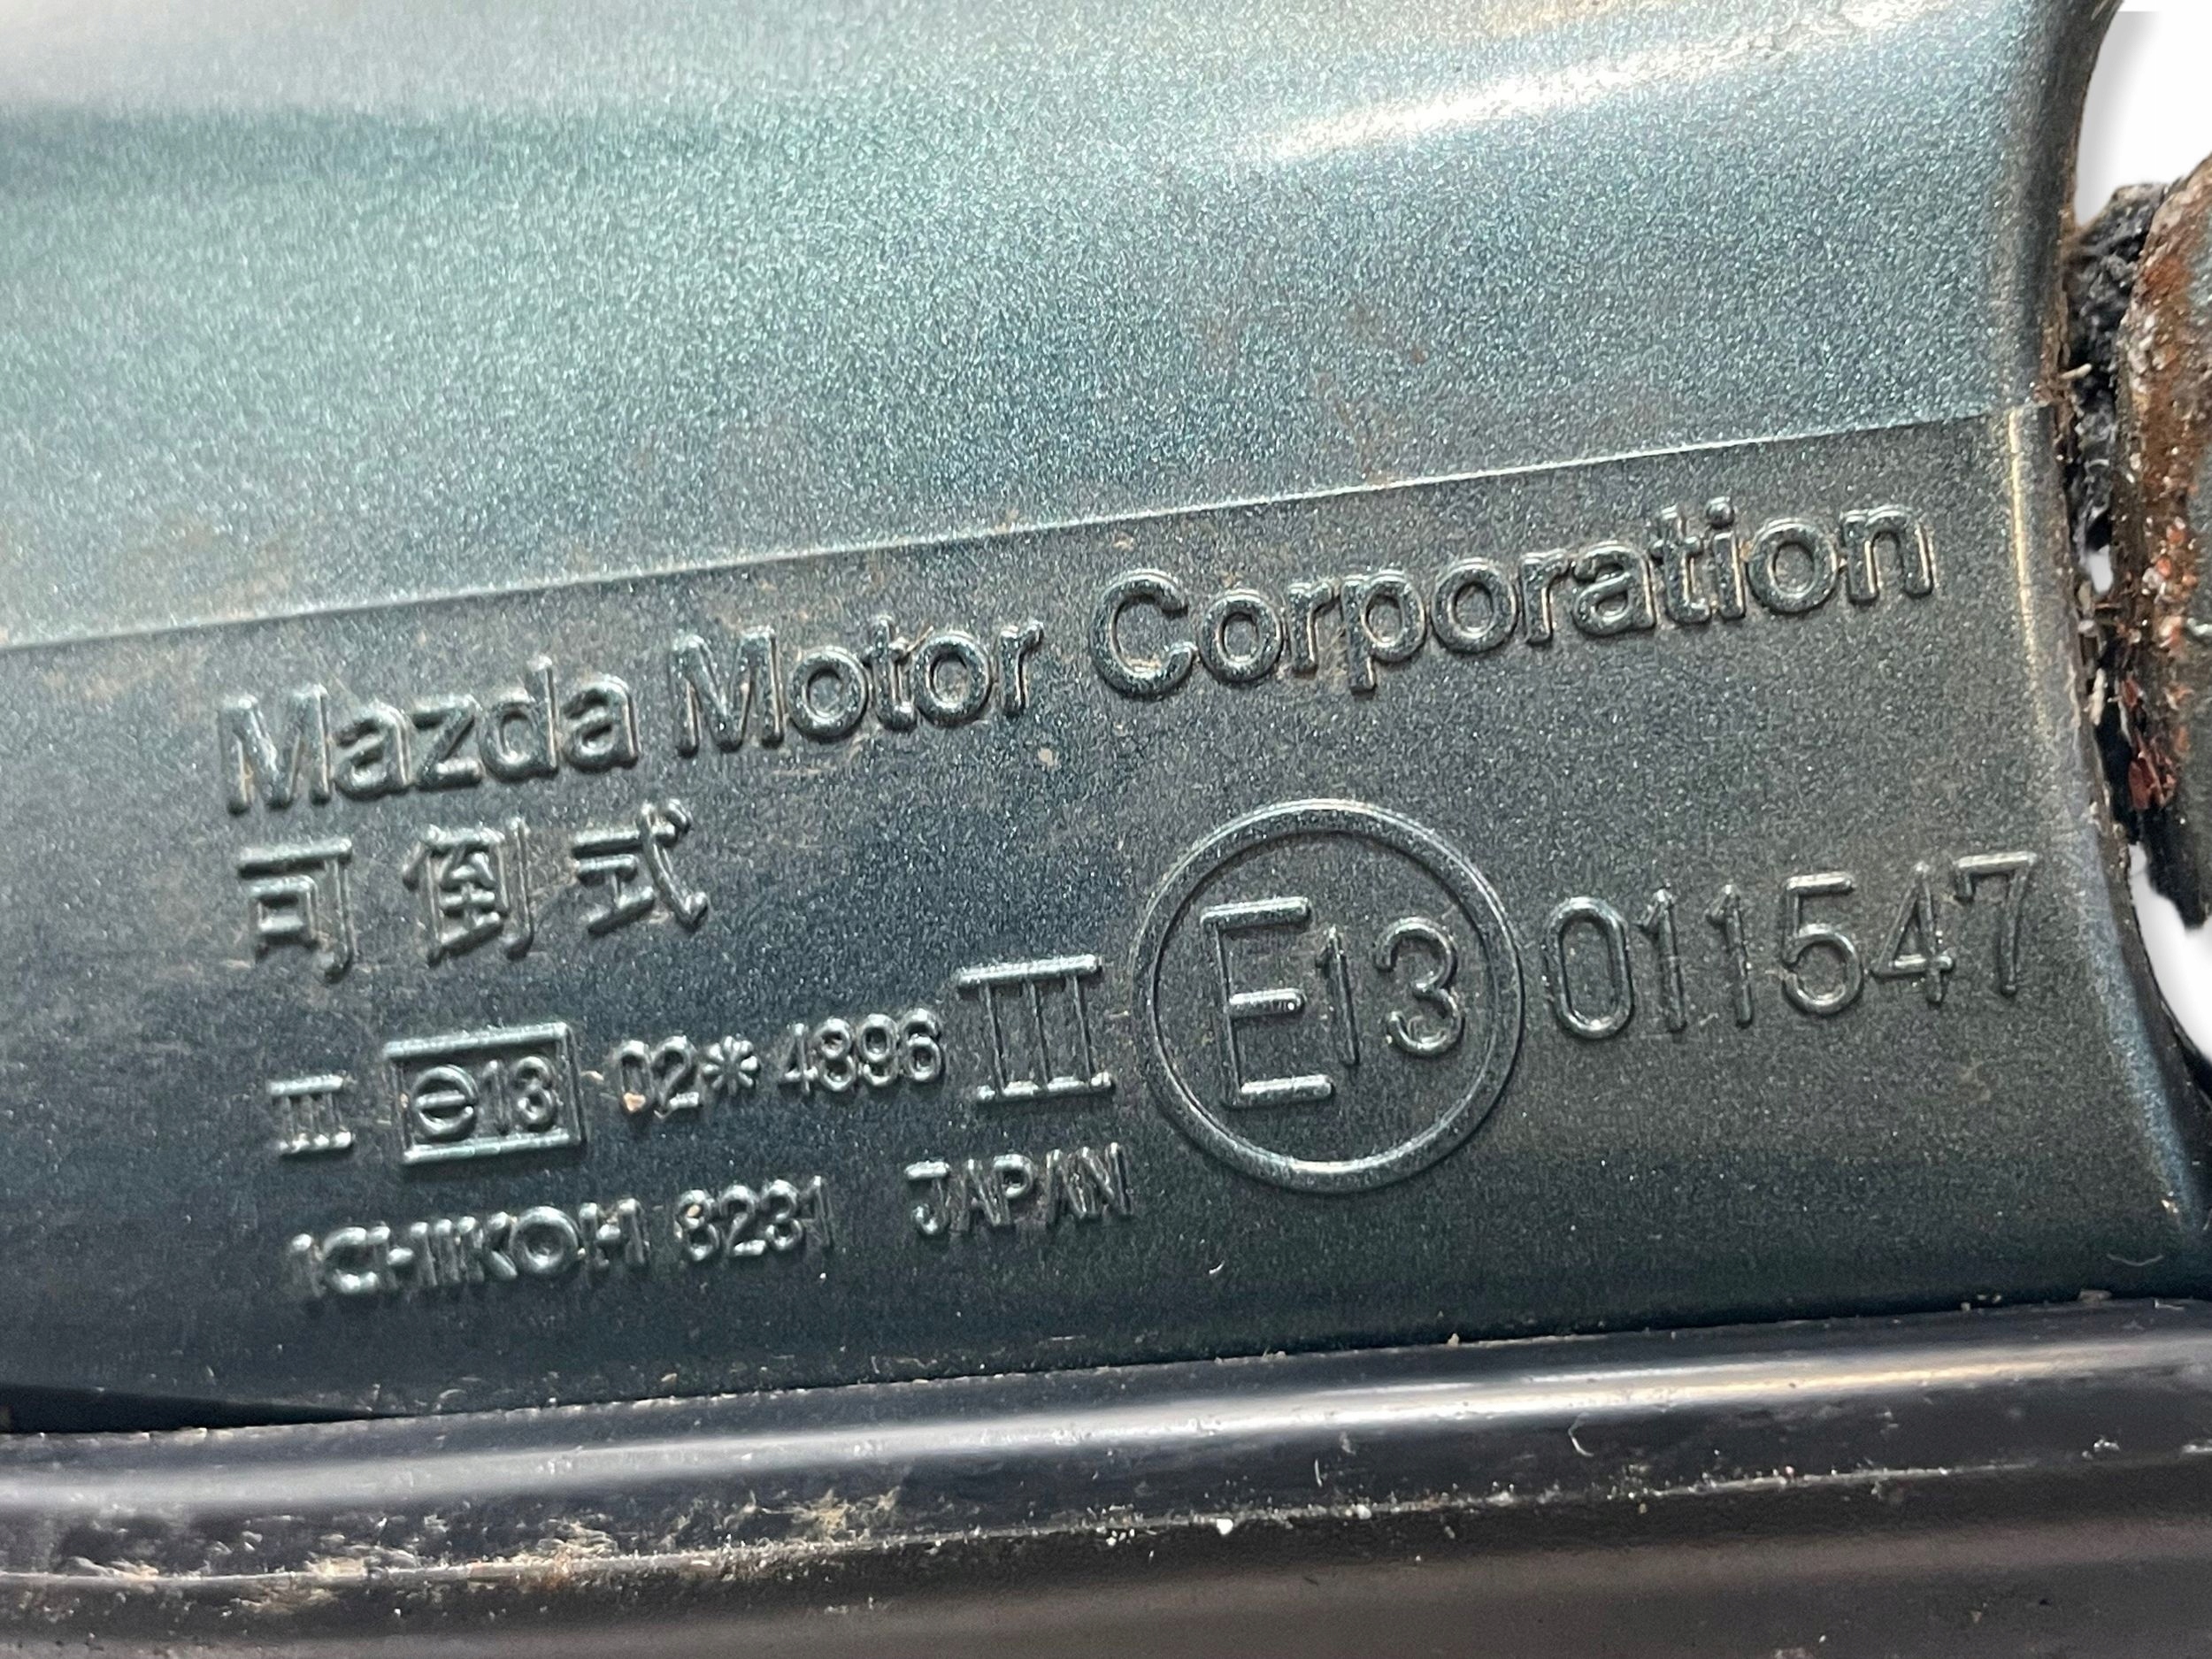 Mazda Motor Corporation
可倒式
III e13 02*4896 III E13 011547
ICHIKOH 8231 JAPAN